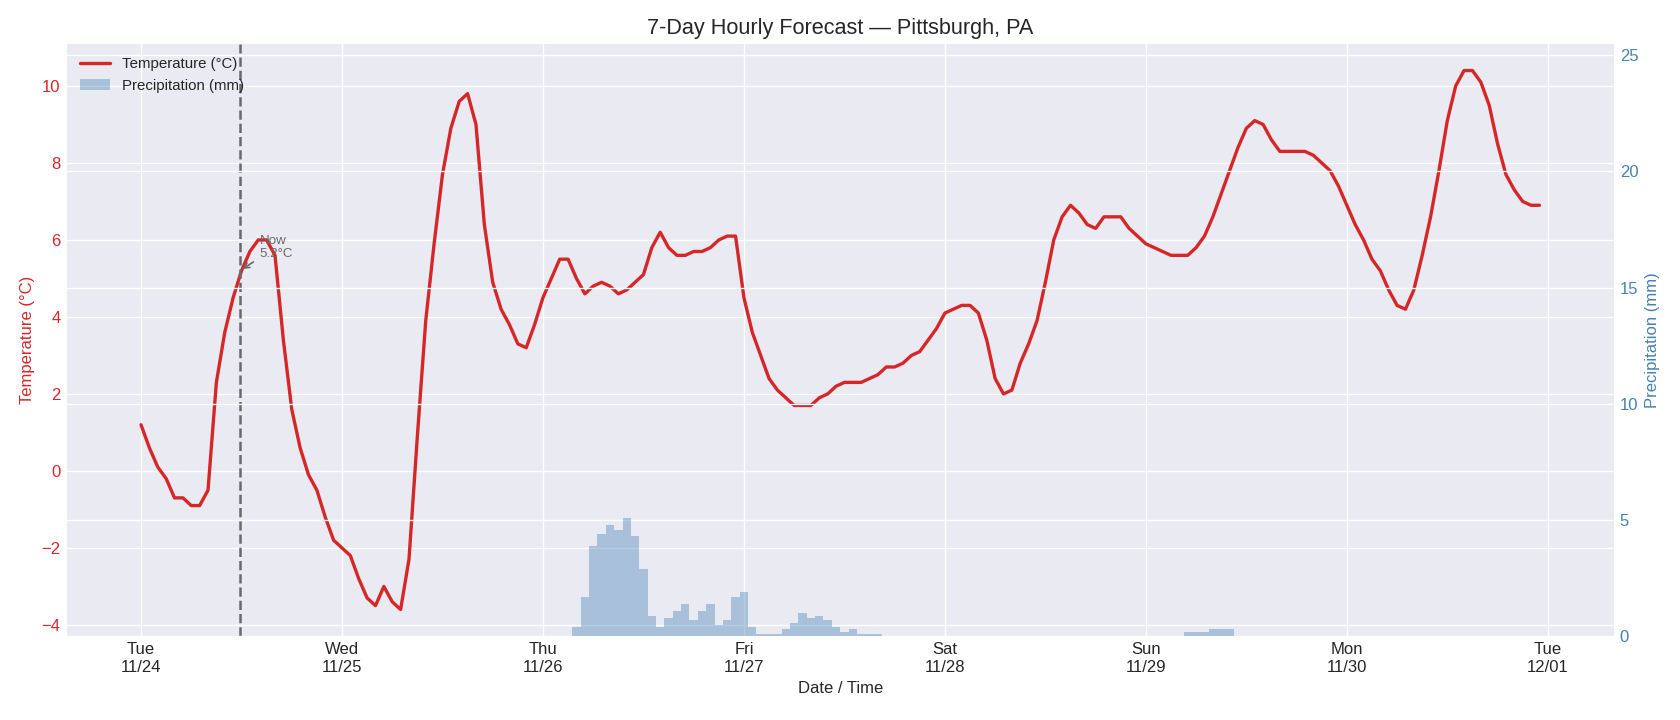 7-Day Hourly Forecast — Pittsburgh, PA
Temperature (°C)
Precipitation (mm)
Now
5.2°C
10
8
6
4
2
0
−2
−4
Temperature (°C)
25
20
15
10
5
0
Precipitation (mm)
Tue
11/24
Wed
11/25
Thu
11/26
Fri
11/27
Sat
11/28
Sun
11/29
Mon
11/30
Tue
12/01
Date / Time